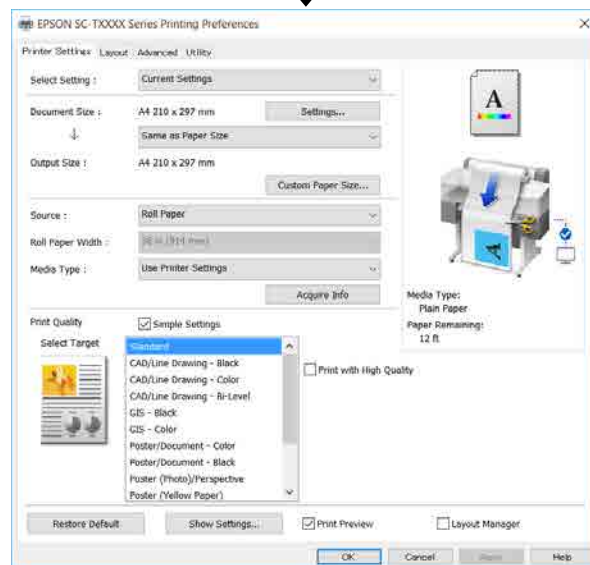 EPSON SC-TXXXX Series Printing Preferences
Printer Settings Layout Advanced Utility
Select Setting : Current Settings
Document Size : A4 210 x 297 mm Settings...
Same as Paper Size
Output Size : A4 210 x 297 mm
Custom Paper Size...
Source : Roll Paper
Roll Paper Width :
Media Type : Use Printer Settings
Acquire Info
A
Media Type:
Plain Paper
Paper Remaining:
12 ft
Print Quality Simple Settings
Select Target
Standard
CAD/Line Drawing - Black
CAD/Line Drawing - Color
CAD/Line Drawing - Bi-Level
GIS - Black
GIS - Color
Poster/Document - Color
Poster/Document - Black
Poster (Photo)/Perspective
Poster (Yellow Paper)
Print with High Quality
Restore Default Show Settings... Print Preview Layout Manager
OK Cancel Apply Help